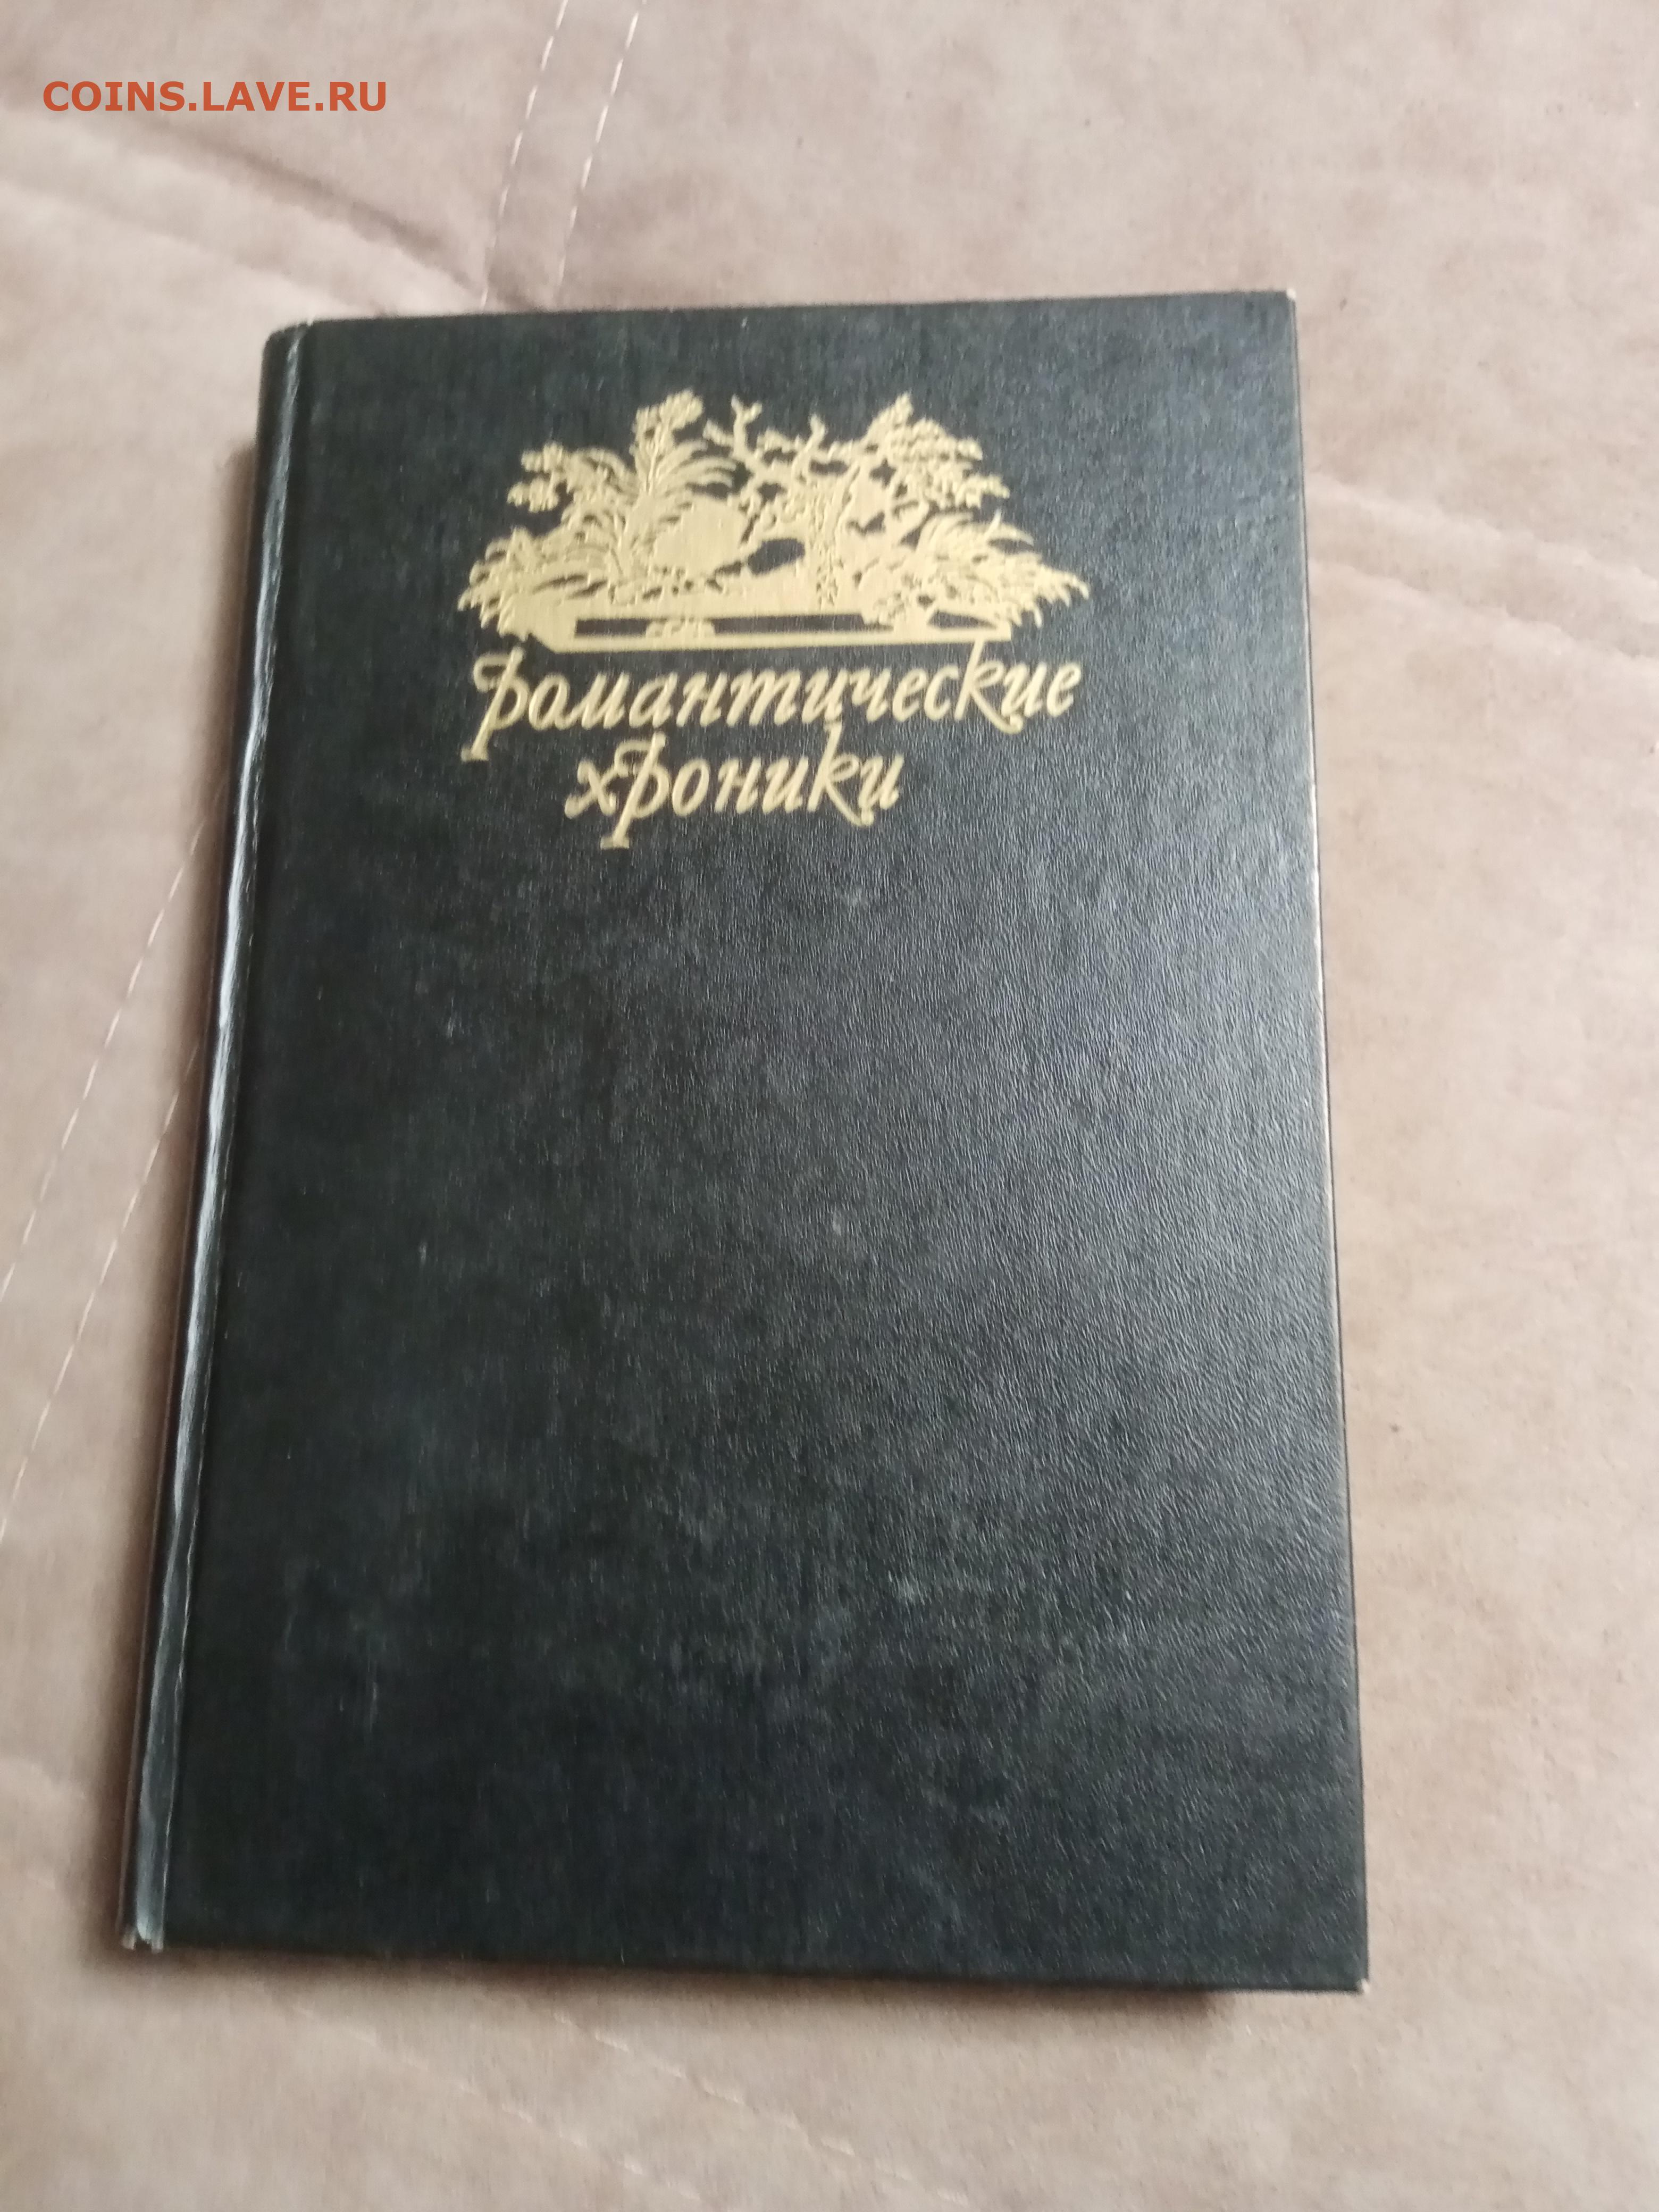 COINS.LAVE.RU
Романтические
хроники